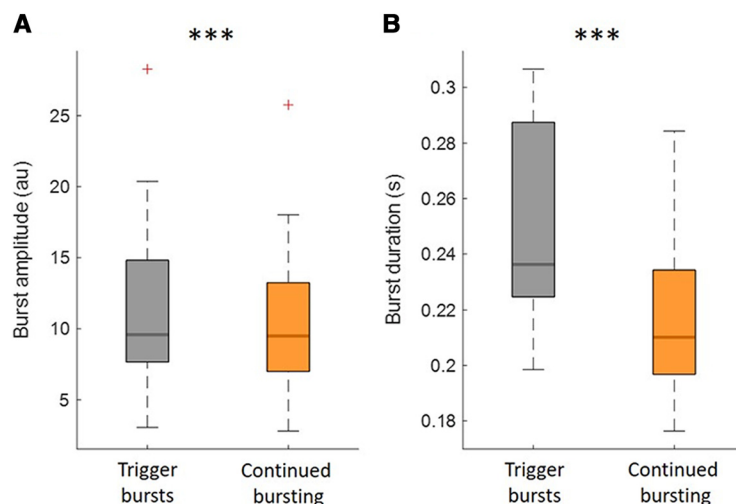 A
***
Burst amplitude (au)
25
20
15
10
5
Trigger
bursts
Continued
bursting
B
***
Burst duration (s)
0.3
0.28
0.26
0.24
0.22
0.2
0.18
Trigger
bursts
Continued
bursting